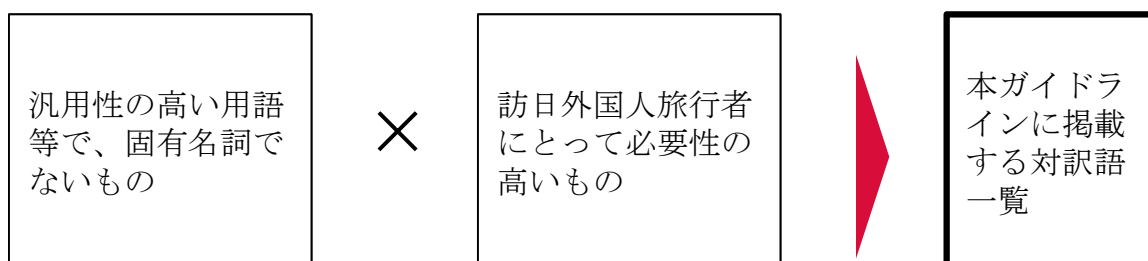 汎用性の高い用語
等で、固有名詞で
ないもの
×
訪日外国人旅行者
にとって必要性の
高いもの
本ガイドラ
インに掲載
する対訳語
一覧